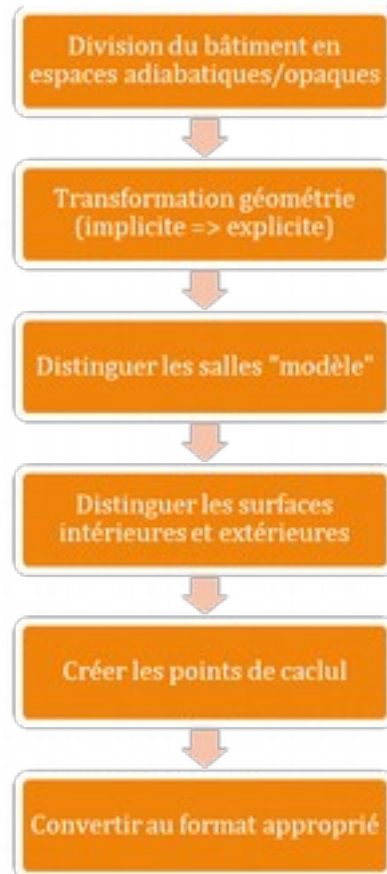 Division du bâtiment en
espaces adiabatiques/opaques
Transformation géométrie
(implicite => explicite)
Distinguer les salles "modèle"
Distinguer les surfaces
intérieures et extérieures
Créer les points de caclul
Convertir au format approprié